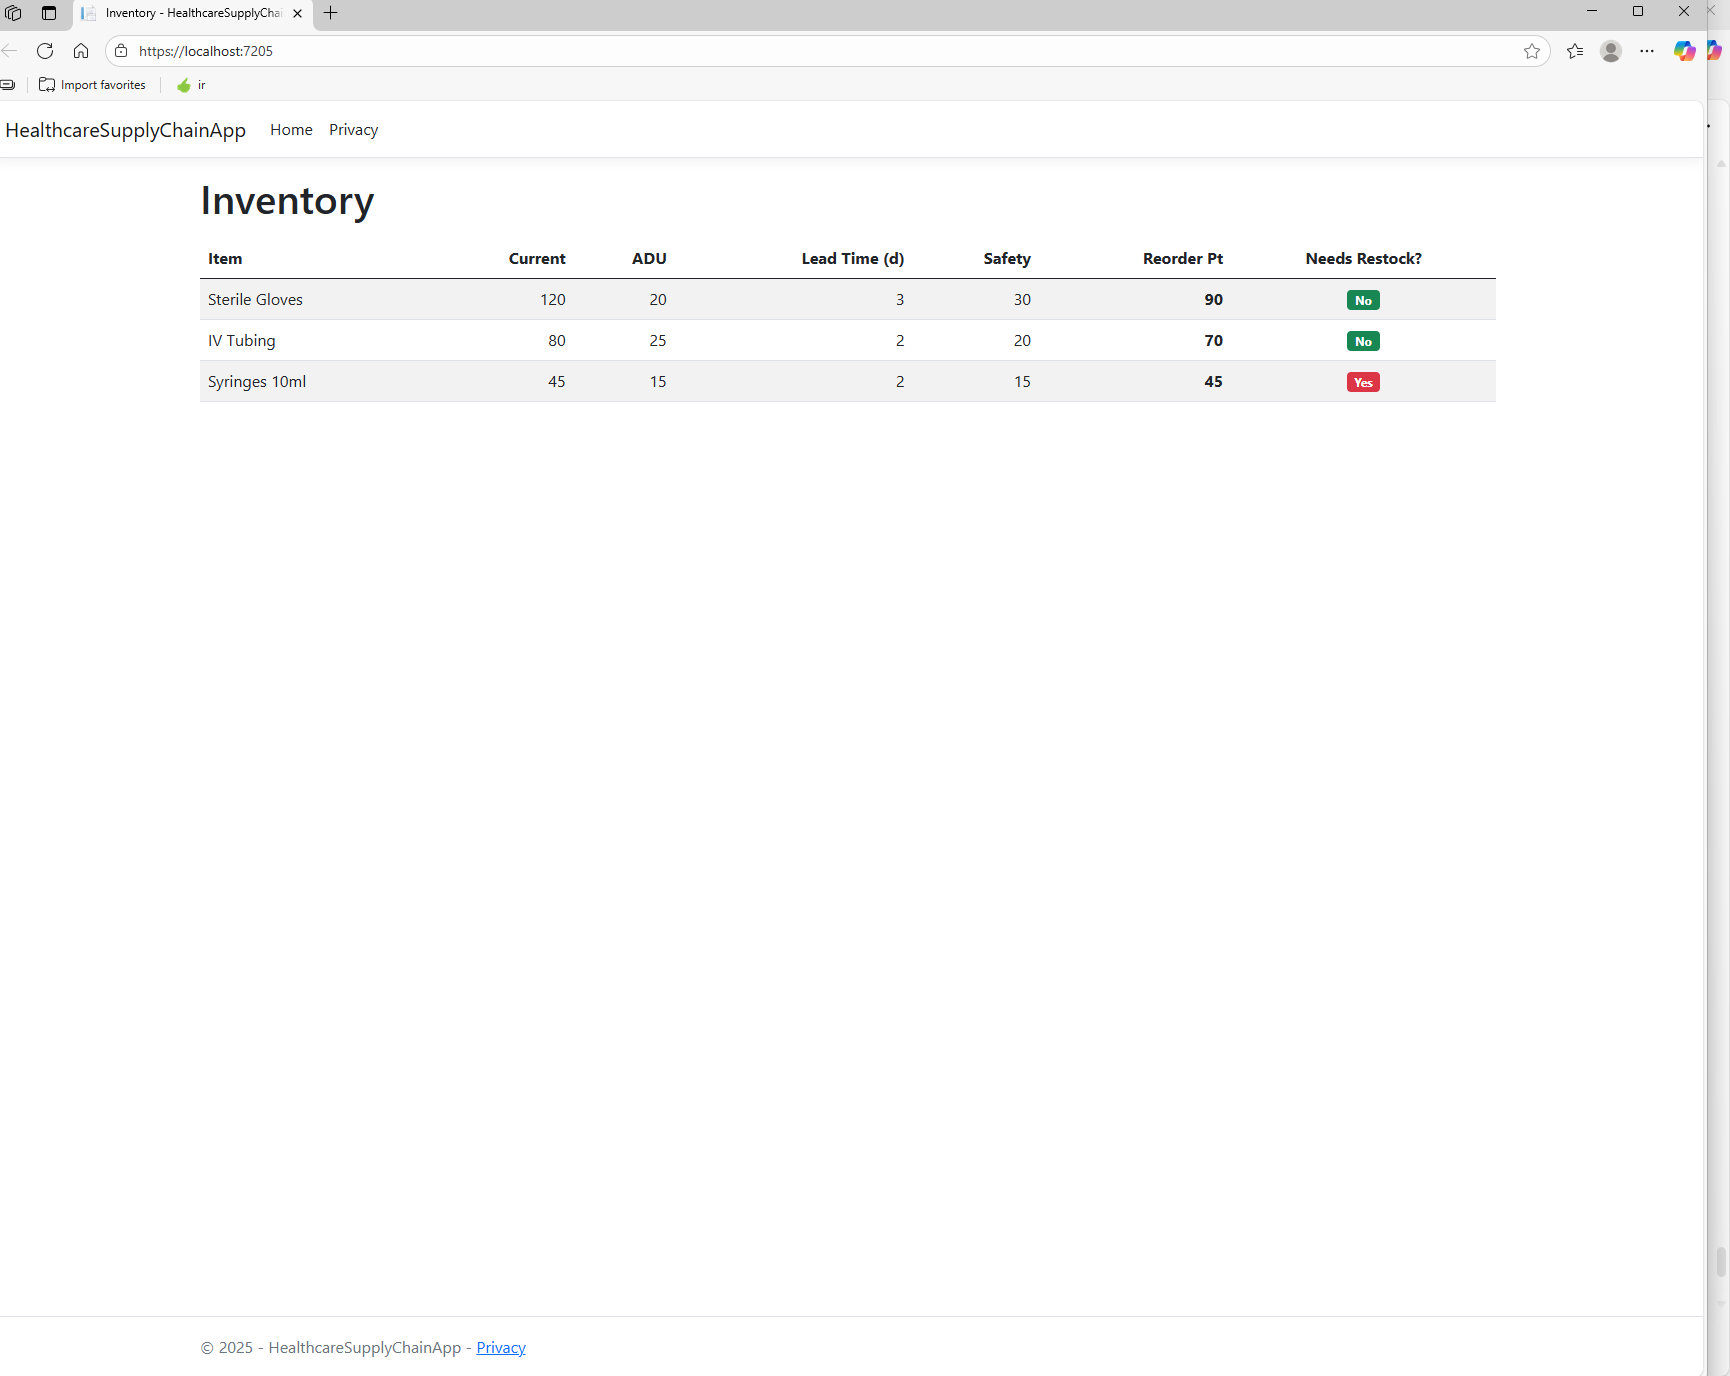 Inventory - HealthcareSupplyChai
https://localhost:7205
Import favorites ir
HealthcareSupplyChainApp Home Privacy
Inventory
Item Current ADU Lead Time (d) Safety Reorder Pt Needs Restock?
Sterile Gloves 120 20 3 30 90 No
IV Tubing 80 25 2 20 70 No
Syringes 10ml 45 15 2 15 45 Yes
© 2025 - HealthcareSupplyChainApp - Privacy